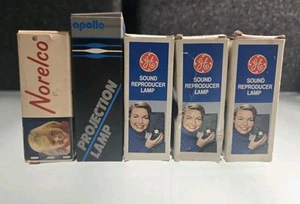 Norelco
apollo
PROJECTION
LAMP
GE
SOUND
REPRODUCER
LAMP
GE
SOUND
REPRODUCER
LAMP
GE
SOUND
REPRODUCER
LAMP